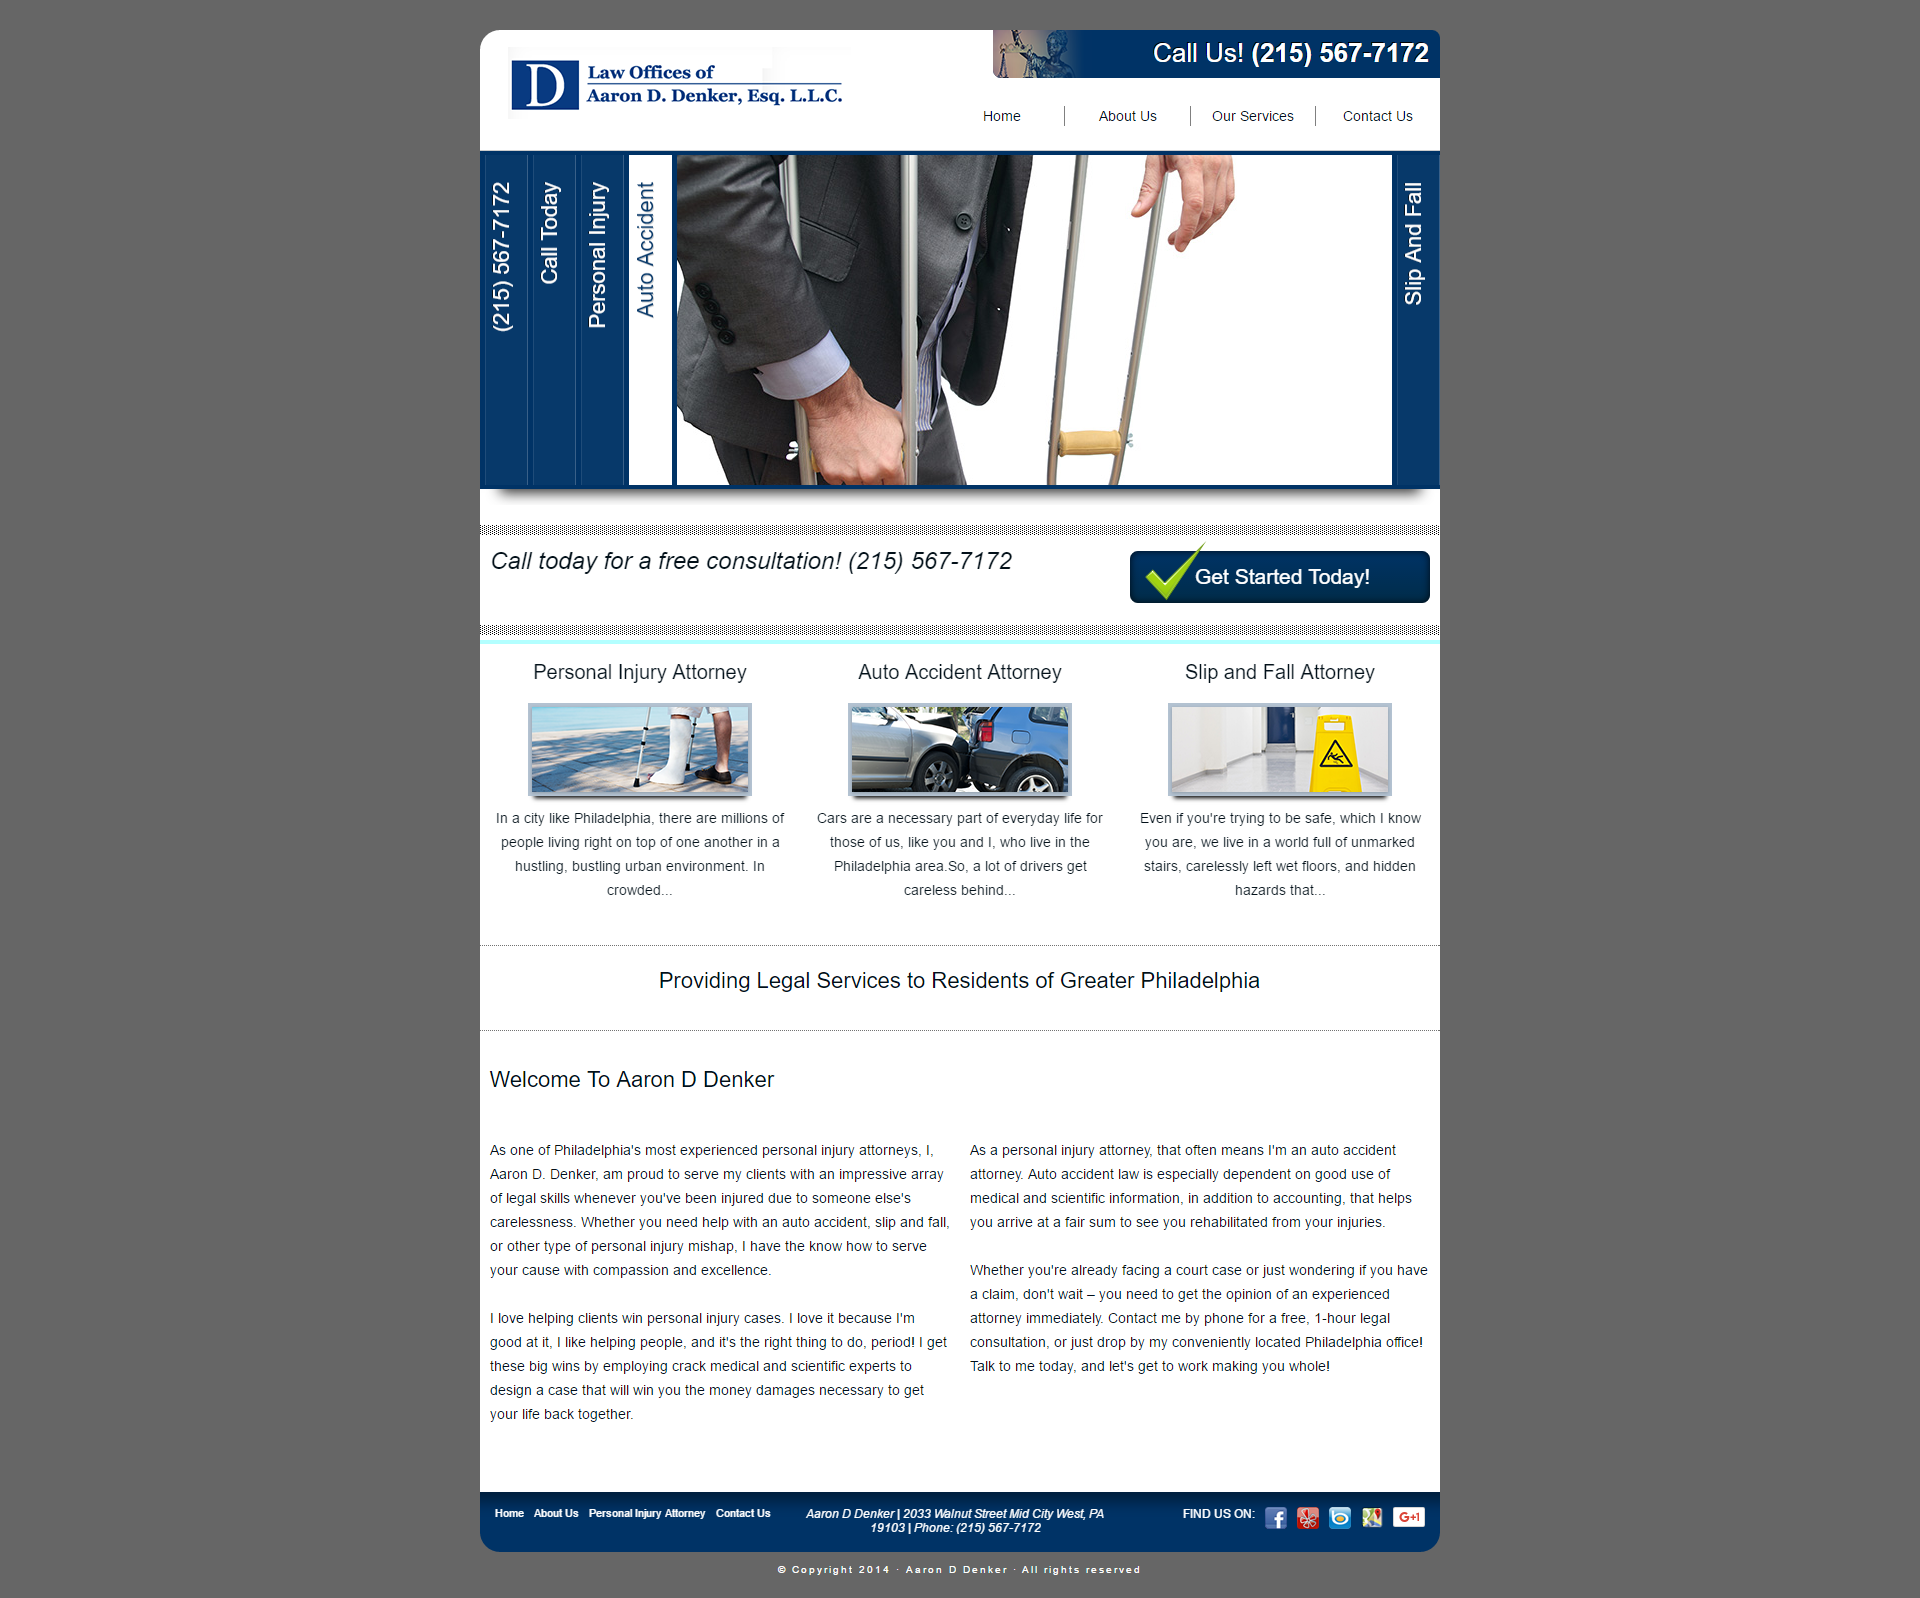 D
Law Offices of
Aaron D. Denker, Esq. L.L.C.
Call Us! (215) 567-7172
Home
About Us
Our Services
Contact Us
(215) 567-7172
Call Today
Personal Injury
Auto Accident
Slip And Fall
Call today for a free consultation! (215) 567-7172
Get Started Today!
Personal Injury Attorney
In a city like Philadelphia, there are millions of
people living right on top of one another in a
hustling, bustling urban environment. In
crowded...
Auto Accident Attorney
Cars are a necessary part of everyday life for
those of us, like you and I, who live in the
Philadelphia area.So, a lot of drivers get
careless behind...
Slip and Fall Attorney
Even if you're trying to be safe, which I know
you are, we live in a world full of unmarked
stairs, carelessly left wet floors, and hidden
hazards that...
Providing Legal Services to Residents of Greater Philadelphia
Welcome To Aaron D Denker
As one of Philadelphia's most experienced personal injury attorneys, I,
Aaron D. Denker, am proud to serve my clients with an impressive array
of legal skills whenever you've been injured due to someone else's
carelessness. Whether you need help with an auto accident, slip and fall,
or other type of personal injury mishap, I have the know how to serve
your cause with compassion and excellence.
I love helping clients win personal injury cases. I love it because I'm
good at it, I like helping people, and it's the right thing to do, period! I get
these big wins by employing crack medical and scientific experts to
design a case that will win you the money damages necessary to get
your life back together.
As a personal injury attorney, that often means I'm an auto accident
attorney. Auto accident law is especially dependent on good use of
medical and scientific information, in addition to accounting, that helps
you arrive at a fair sum to see you rehabilitated from your injuries.
Whether you're already facing a court case or just wondering if you have
a claim, don't wait – you need to get the opinion of an experienced
attorney immediately. Contact me by phone for a free, 1-hour legal
consultation, or just drop by my conveniently located Philadelphia office!
Talk to me today, and let's get to work making you whole!
Home
About Us
Personal Injury Attorney
Contact Us
Aaron D Denker | 2033 Walnut Street Mid City West, PA
19103 | Phone: (215) 567-7172
FIND US ON:
G+1
© Copyright 2014 · Aaron D Denker · All rights reserved